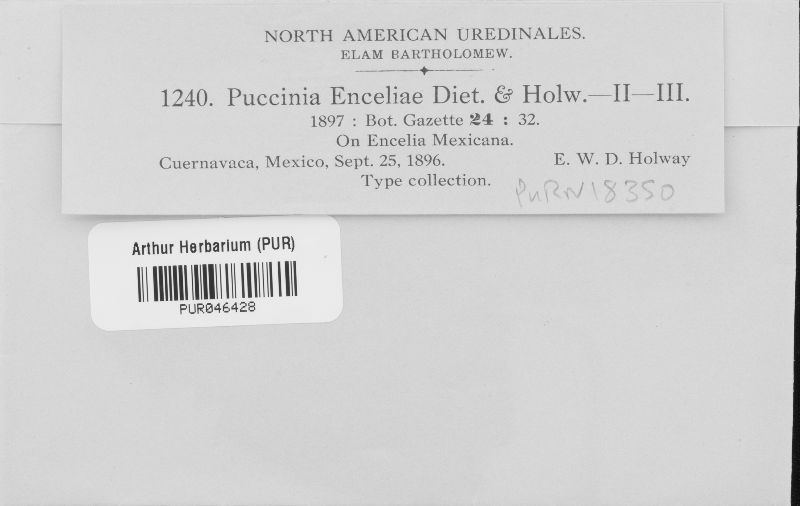 NORTH AMERICAN UREDINALES.
ELAM BARTHOLOMEW.
1240. Puccinia Enceliae Diet. & Holw.—II—III.
1897 : Bot. Gazette 24 : 32.
On Encelia Mexicana.
Cuernavaca, Mexico, Sept. 25, 1896. E. W. D. Holway
Type collection.
PURN18350
Arthur Herbarium (PUR)
PUR046428